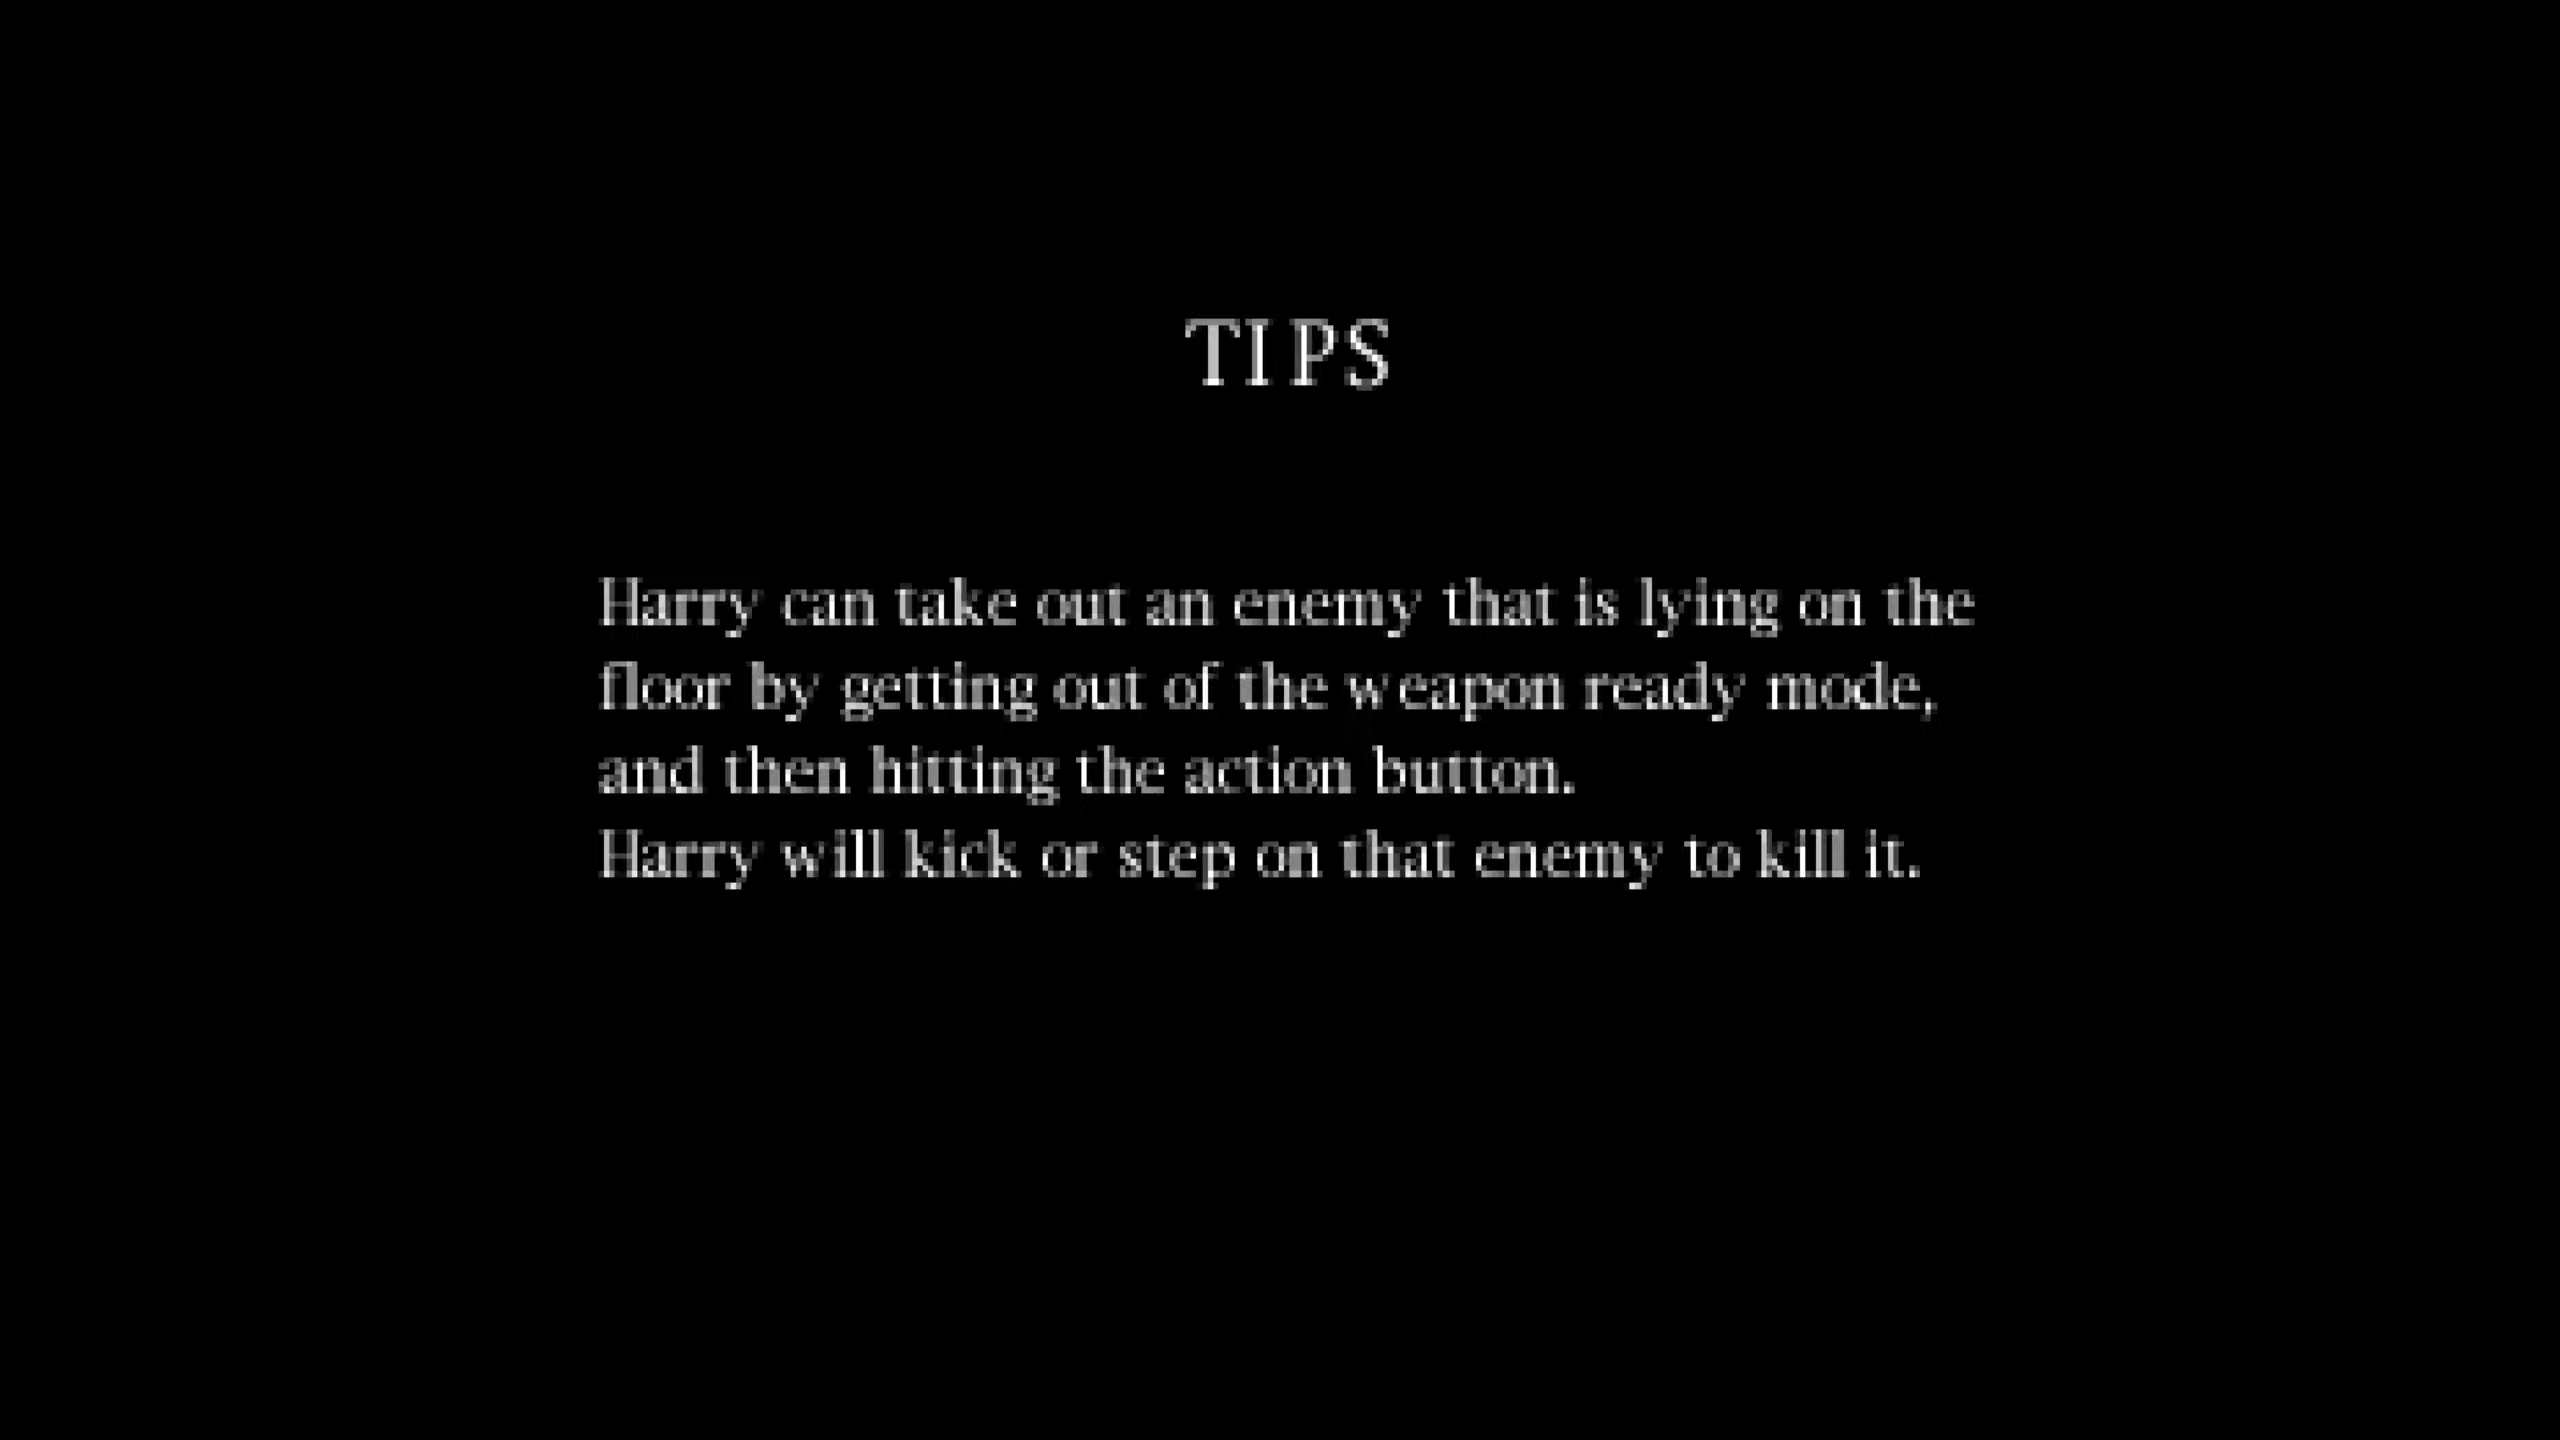 TIPS
Harry can take out an enemy that is lying on the
floor by getting out of the weapon ready mode,
and then hitting the action button.
Harry will kick or step on that enemy to kill it.